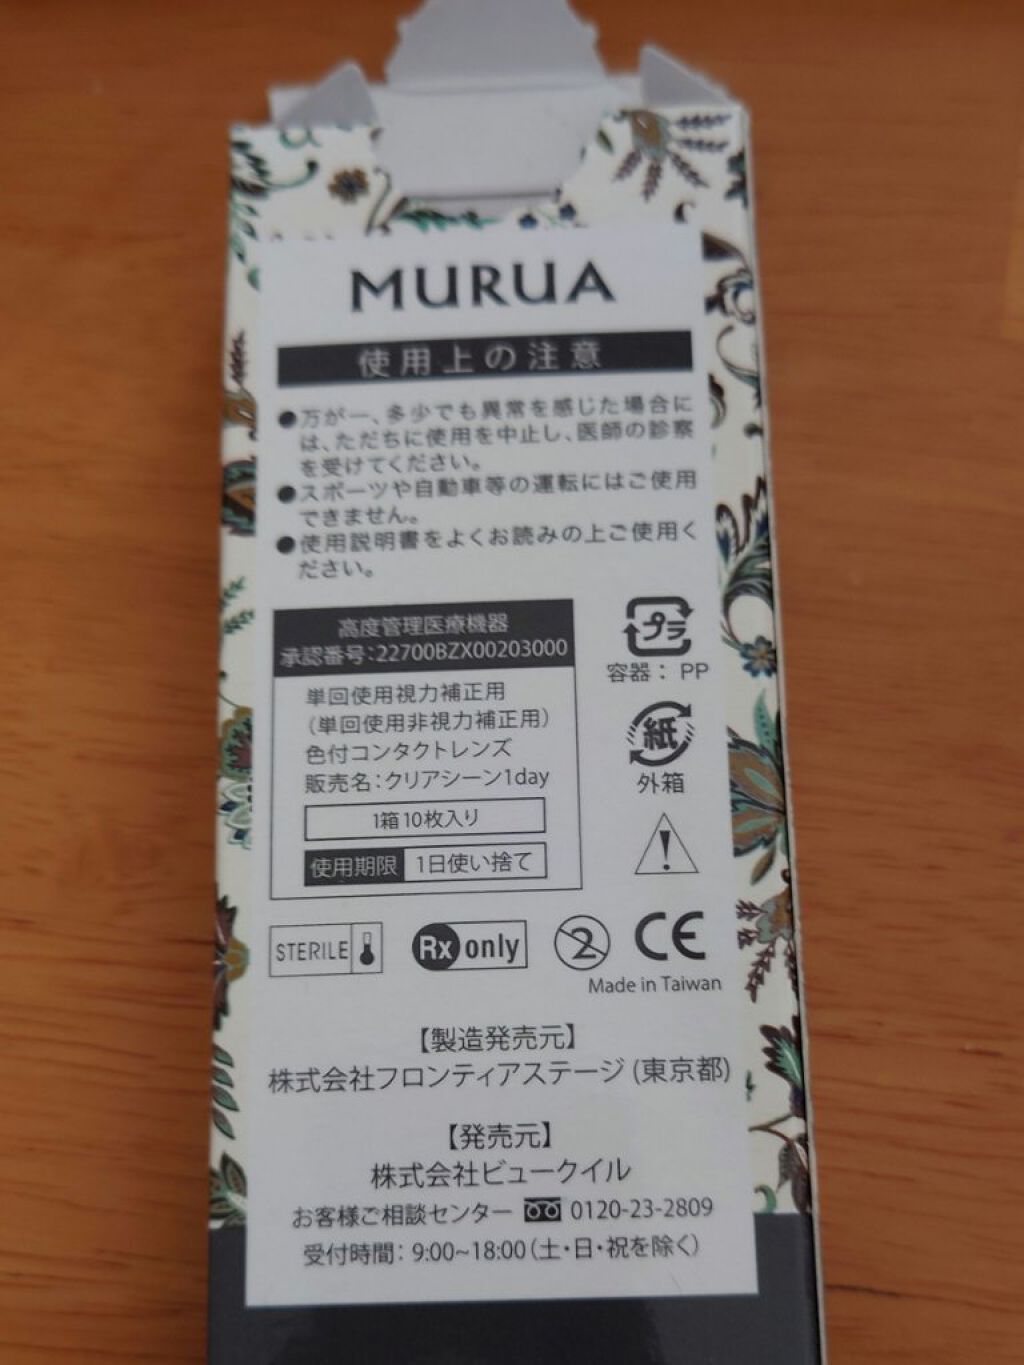 MURUA
使用上の注意
●万が一、多少でも異常を感じた場合に
は、ただちに使用を中止し、医師の診察
を受けてください。
●スポーツや自動車等の運転にはご使用
できません。
●使用説明書をよくお読みの上ご使用く
ださい。
高度管理医療機器
承認番号:22700BZX00203000
単回使用視力補正用
(単回使用非視力補正用)
色付コンタクトレンズ
販売名:クリアシーン1day
1箱10枚入り
使用期限 1日使い捨て
プラ
容器: PP
紙
外箱
!
STERILE
Rx only
2
CE
Made in Taiwan
【製造発売元】
株式会社フロンティアステージ (東京都)
【発売元】
株式会社ビュークイル
お客様ご相談センター 0120-23-2809
受付時間: 9:00~18:00(土・日・祝を除く)